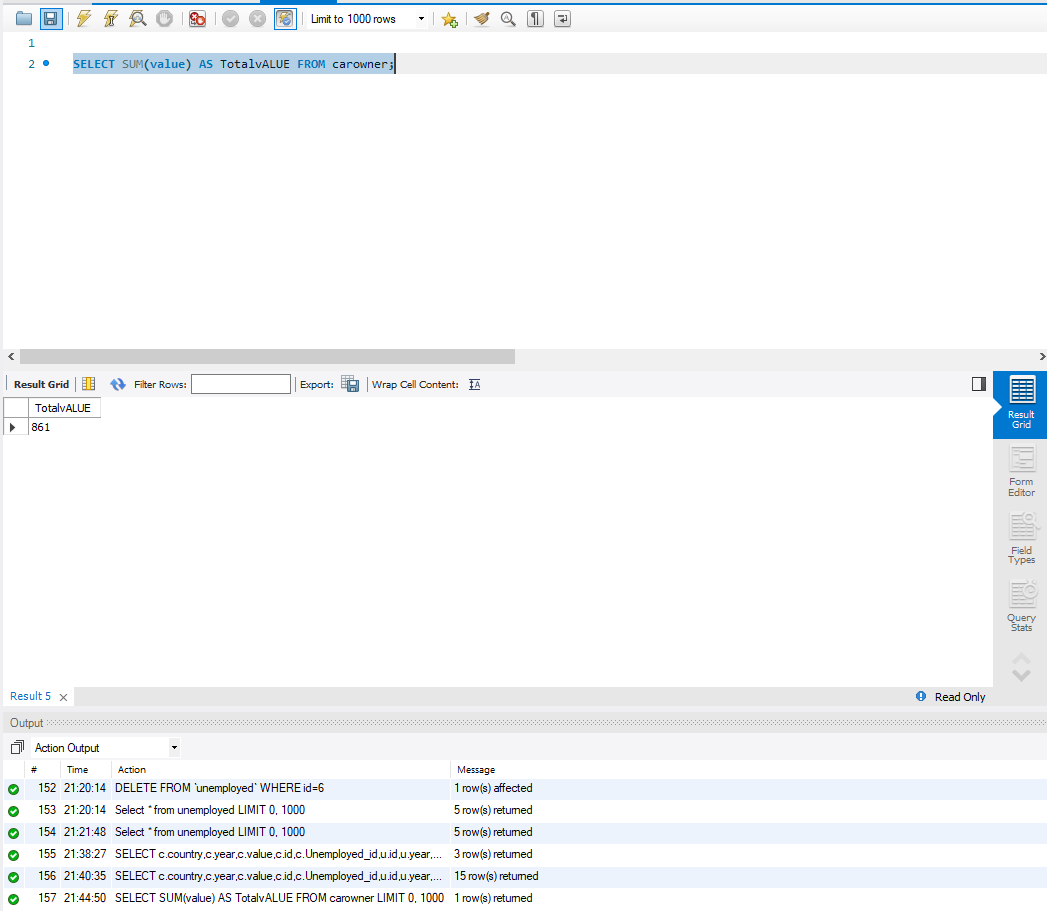 Limit to 1000 rows
1
2 SELECT SUM(value) AS TotalvALUE FROM carowner;
Result Grid Filter Rows: Export: Wrap Cell Content: IA
TotalvALUE
861
Result
Grid
Form
Editor
Field
Types
Query
Stats
Result 5 Read Only
Output
Action Output
# Time Action Message
152 21:20:14 DELETE FROM `unemployed` WHERE id=6 1 row(s) affected
153 21:20:14 Select * from unemployed LIMIT 0, 1000 5 row(s) returned
154 21:21:48 Select * from unemployed LIMIT 0, 1000 5 row(s) returned
155 21:38:27 SELECT c.country,c.year,c.value,c.id,c.Unemployed_id,u.id,u.year,... 3 row(s) returned
156 21:40:35 SELECT c.country,c.year,c.value,c.id,c.Unemployed_id,u.id,u.year,... 15 row(s) returned
157 21:44:50 SELECT SUM(value) AS TotalvALUE FROM carowner LIMIT 0, 1000 1 row(s) returned